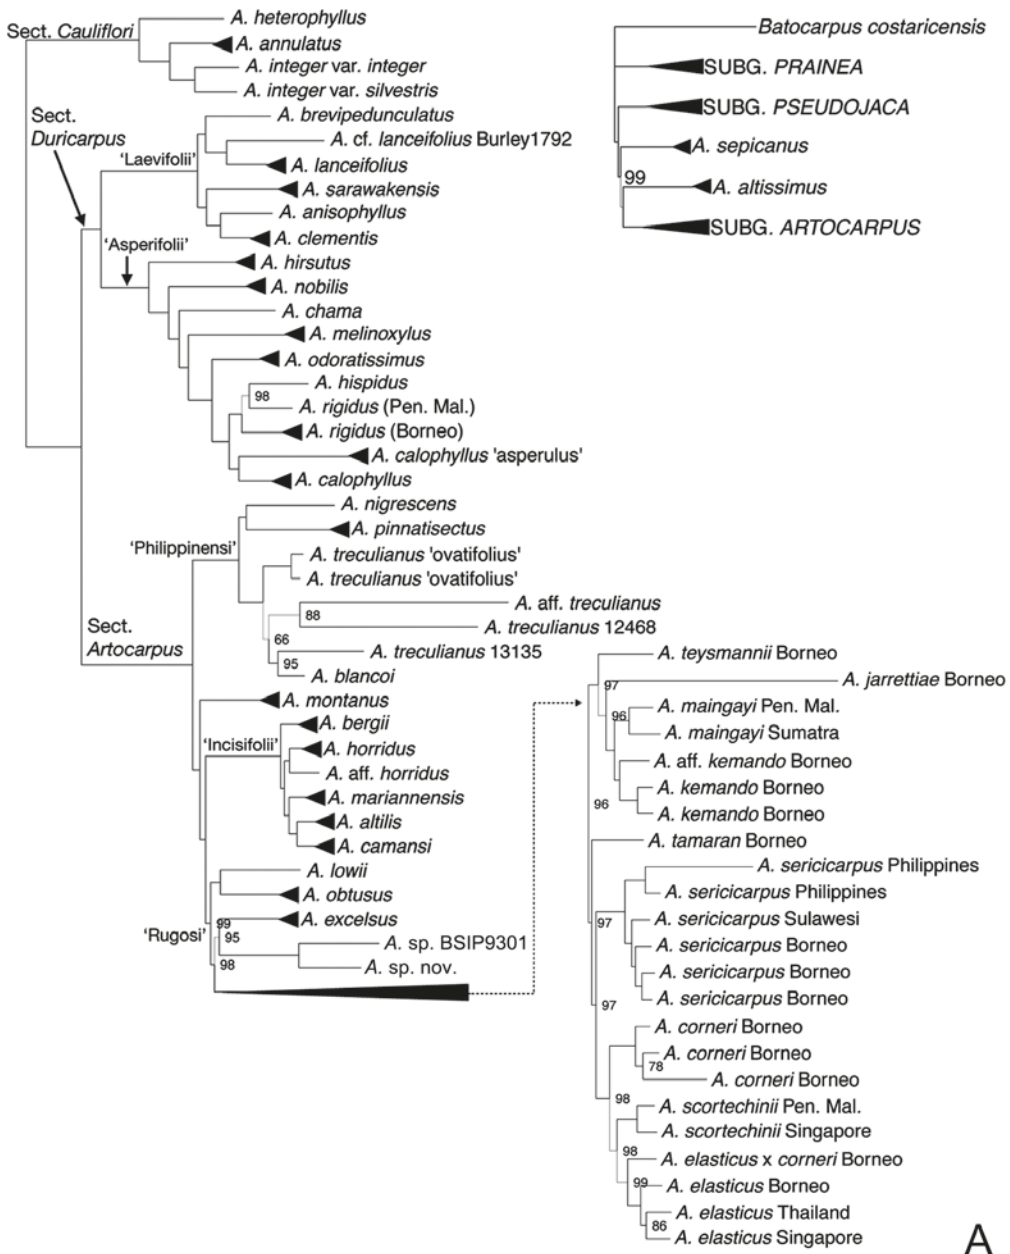 Sect. Cauliflori
A. heterophyllus
A. annulatus
A. integer var. integer
A. integer var. silvestris
Sect.
Duricarpus
'Laevifolii'
A. brevipedunculatus
A. cf. lanceifolius Burley1792
A. lanceifolius
A. sarawakensis
A. anisophyllus
A. clementis
'Asperifolii'
A. hirsutus
A. nobilis
A. chama
A. melinoxylus
A. odoratissimus
A. hispidus
98
A. rigidus (Pen. Mal.)
A. rigidus (Borneo)
A. calophyllus 'asperulus'
A. calophyllus
Sect.
Artocarpus
'Philippinensi'
A. nigrescens
A. pinnatisectus
A. treculianus 'ovatifolius'
A. treculianus 'ovatifolius'
A. aff. treculianus
88
A. treculianus 12468
66
A. treculianus 13135
95
A. blancoi
A. montanus
'Incisifolii'
A. bergii
A. horridus
A. aff. horridus
A. mariannensis
A. altilis
A. camansi
'Rugosi'
A. lowii
A. obtusus
A. excelsus
99
95
A. sp. BSIP9301
98
A. sp. nov.
Batocarpus costaricensis
SUBG. PRAINEA
SUBG. PSEUDOJACA
A. sepicanus
99
A. altissimus
SUBG. ARTOCARPUS
A. teysmannii Borneo
97
A. jarrettiae Borneo
A. maingayi Pen. Mal.
96
A. maingayi Sumatra
A. aff. kemando Borneo
A. kemando Borneo
96
A. kemando Borneo
A. tamaran Borneo
A. sericicarpus Philippines
A. sericicarpus Philippines
97
A. sericicarpus Sulawesi
A. sericicarpus Borneo
A. sericicarpus Borneo
A. sericicarpus Borneo
97
A. corneri Borneo
A. corneri Borneo
78
A. corneri Borneo
98
A. scortechinii Pen. Mal.
A. scortechinii Singapore
98
A. elasticus x corneri Borneo
99
A. elasticus Borneo
A. elasticus Thailand
86
A. elasticus Singapore
A